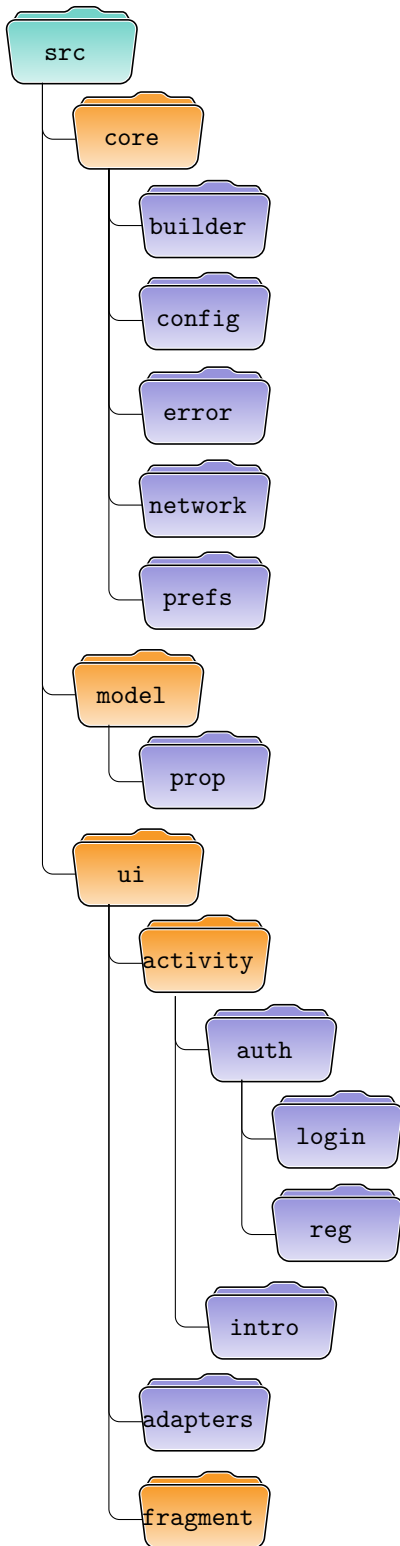 src
core
builder
config
error
network
prefs
model
prop
ui
activity
auth
login
reg
intro
adapters
fragment